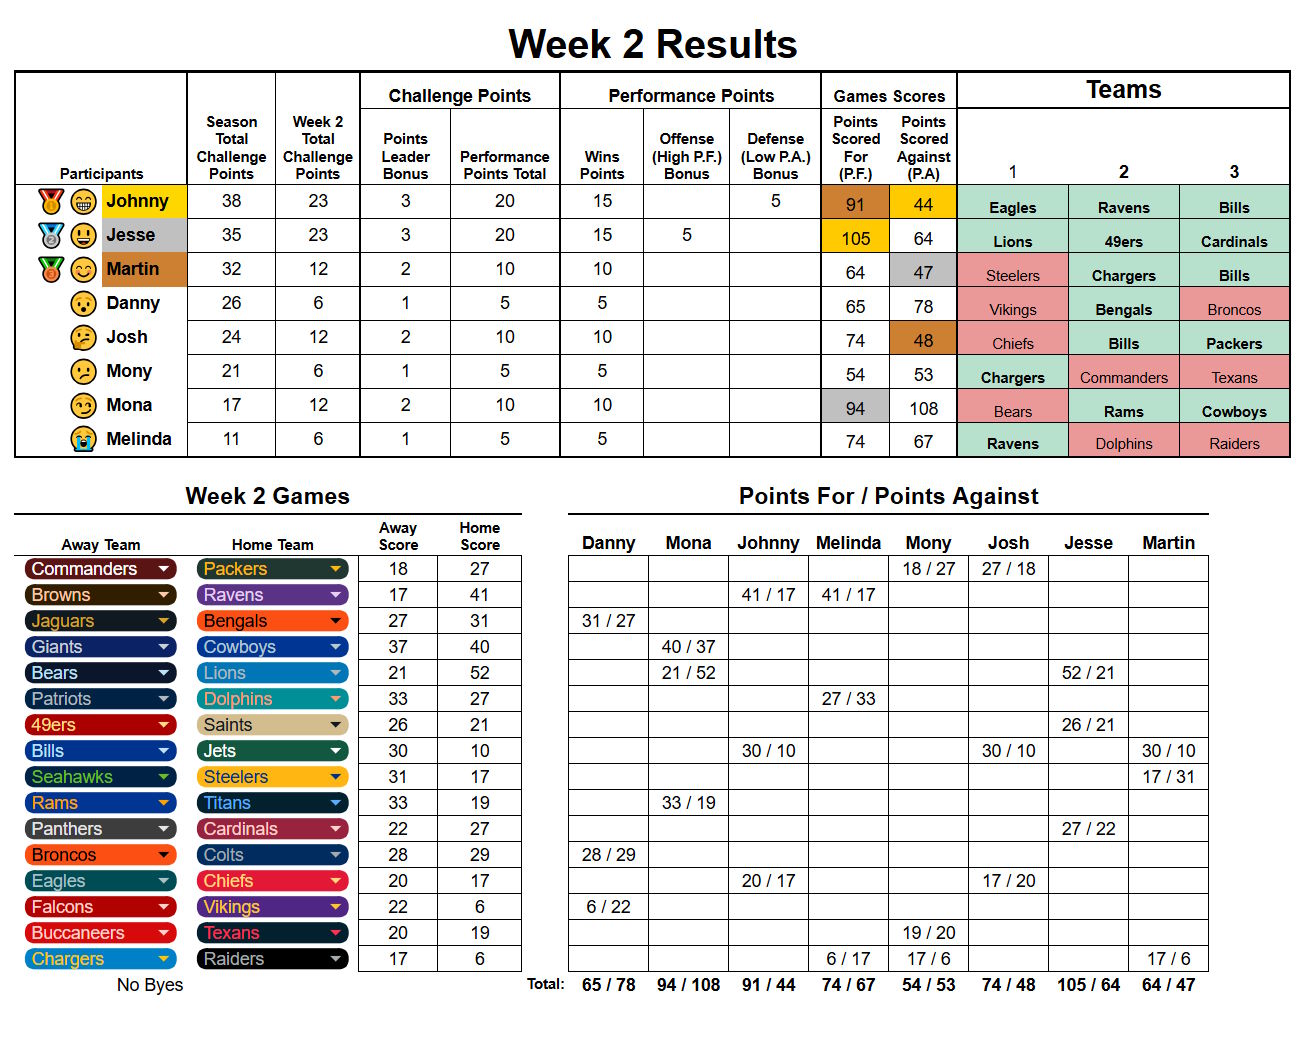 Week 2 Results
Participants | Season Total Challenge Points | Week 2 Total Challenge Points | Challenge Points | Performance Points | Games Scores | Teams
Points Leader Bonus | Performance Points Total | Wins Points | Offense (High P.F.) Bonus | Defense (Low P.A.) Bonus | Points Scored For (P.F.) | Points Scored Against (P.A) | 1 | 2 | 3
1 Johnny 38 23 3 20 15 5 91 44 Eagles Ravens Bills
2 Jesse 35 23 3 20 15 5 105 64 Lions 49ers Cardinals
3 Martin 32 12 2 10 10 64 47 Steelers Chargers Bills
Danny 26 6 1 5 5 65 78 Vikings Bengals Broncos
Josh 24 12 2 10 10 74 48 Chiefs Bills Packers
Mony 21 6 1 5 5 54 53 Chargers Commanders Texans
Mona 17 12 2 10 10 94 108 Bears Rams Cowboys
Melinda 11 6 1 5 5 74 67 Ravens Dolphins Raiders
Week 2 Games
Away Team Home Team Away Score Home Score
Commanders Packers 18 27
Browns Ravens 17 41
Jaguars Bengals 27 31
Giants Cowboys 37 40
Bears Lions 21 52
Patriots Dolphins 33 27
49ers Saints 26 21
Bills Jets 30 10
Seahawks Steelers 31 17
Rams Titans 33 19
Panthers Cardinals 22 27
Broncos Colts 28 29
Eagles Chiefs 20 17
Falcons Vikings 22 6
Buccaneers Texans 20 19
Chargers Raiders 17 6
No Byes
Points For / Points Against
Danny Mona Johnny Melinda Mony Josh Jesse Martin
18 / 27 27 / 18
41 / 17 41 / 17
31 / 27
40 / 37
21 / 52 52 / 21
27 / 33
26 / 21
30 / 10 30 / 10 30 / 10
17 / 31
33 / 19
27 / 22
28 / 29
20 / 17 17 / 20
6 / 22
19 / 20
6 / 17 17 / 6 17 / 6
Total: 65 / 78 94 / 108 91 / 44 74 / 67 54 / 53 74 / 48 105 / 64 64 / 47